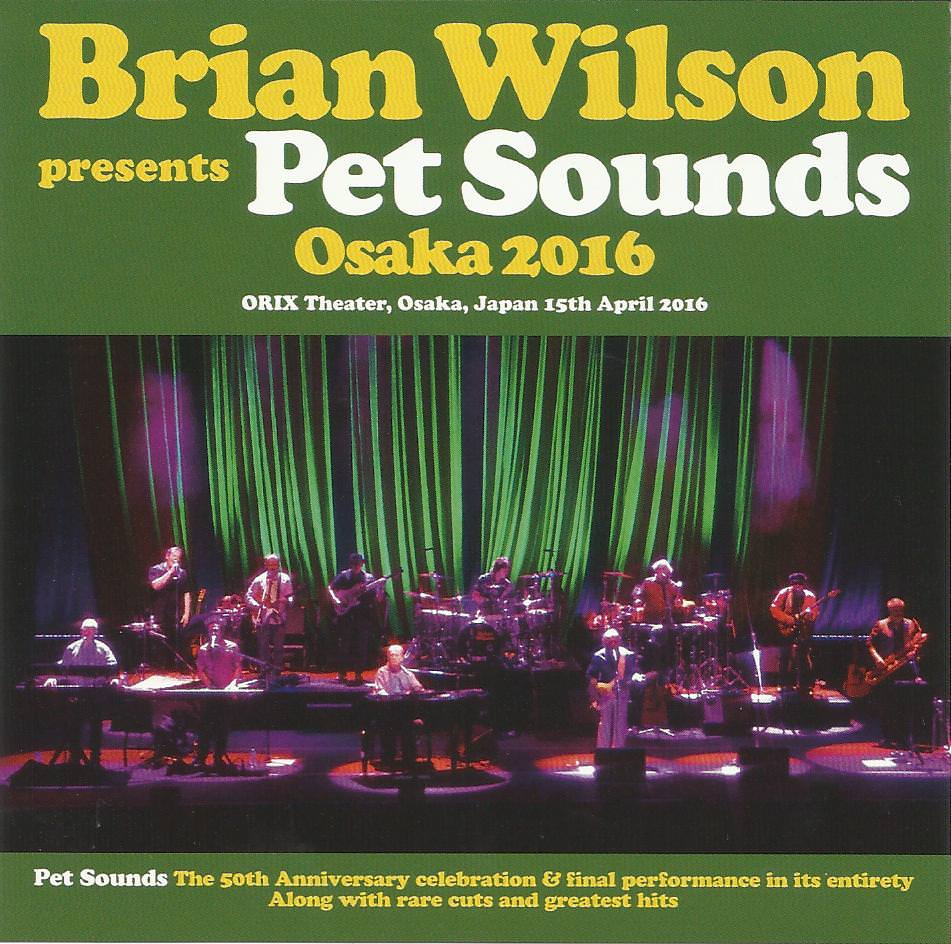 Brian Wilson
presents Pet Sounds
Osaka 2016
ORIX Theater, Osaka, Japan 15th April 2016
Pet Sounds The 50th Anniversary celebration & final performance in its entirety
Along with rare cuts and greatest hits